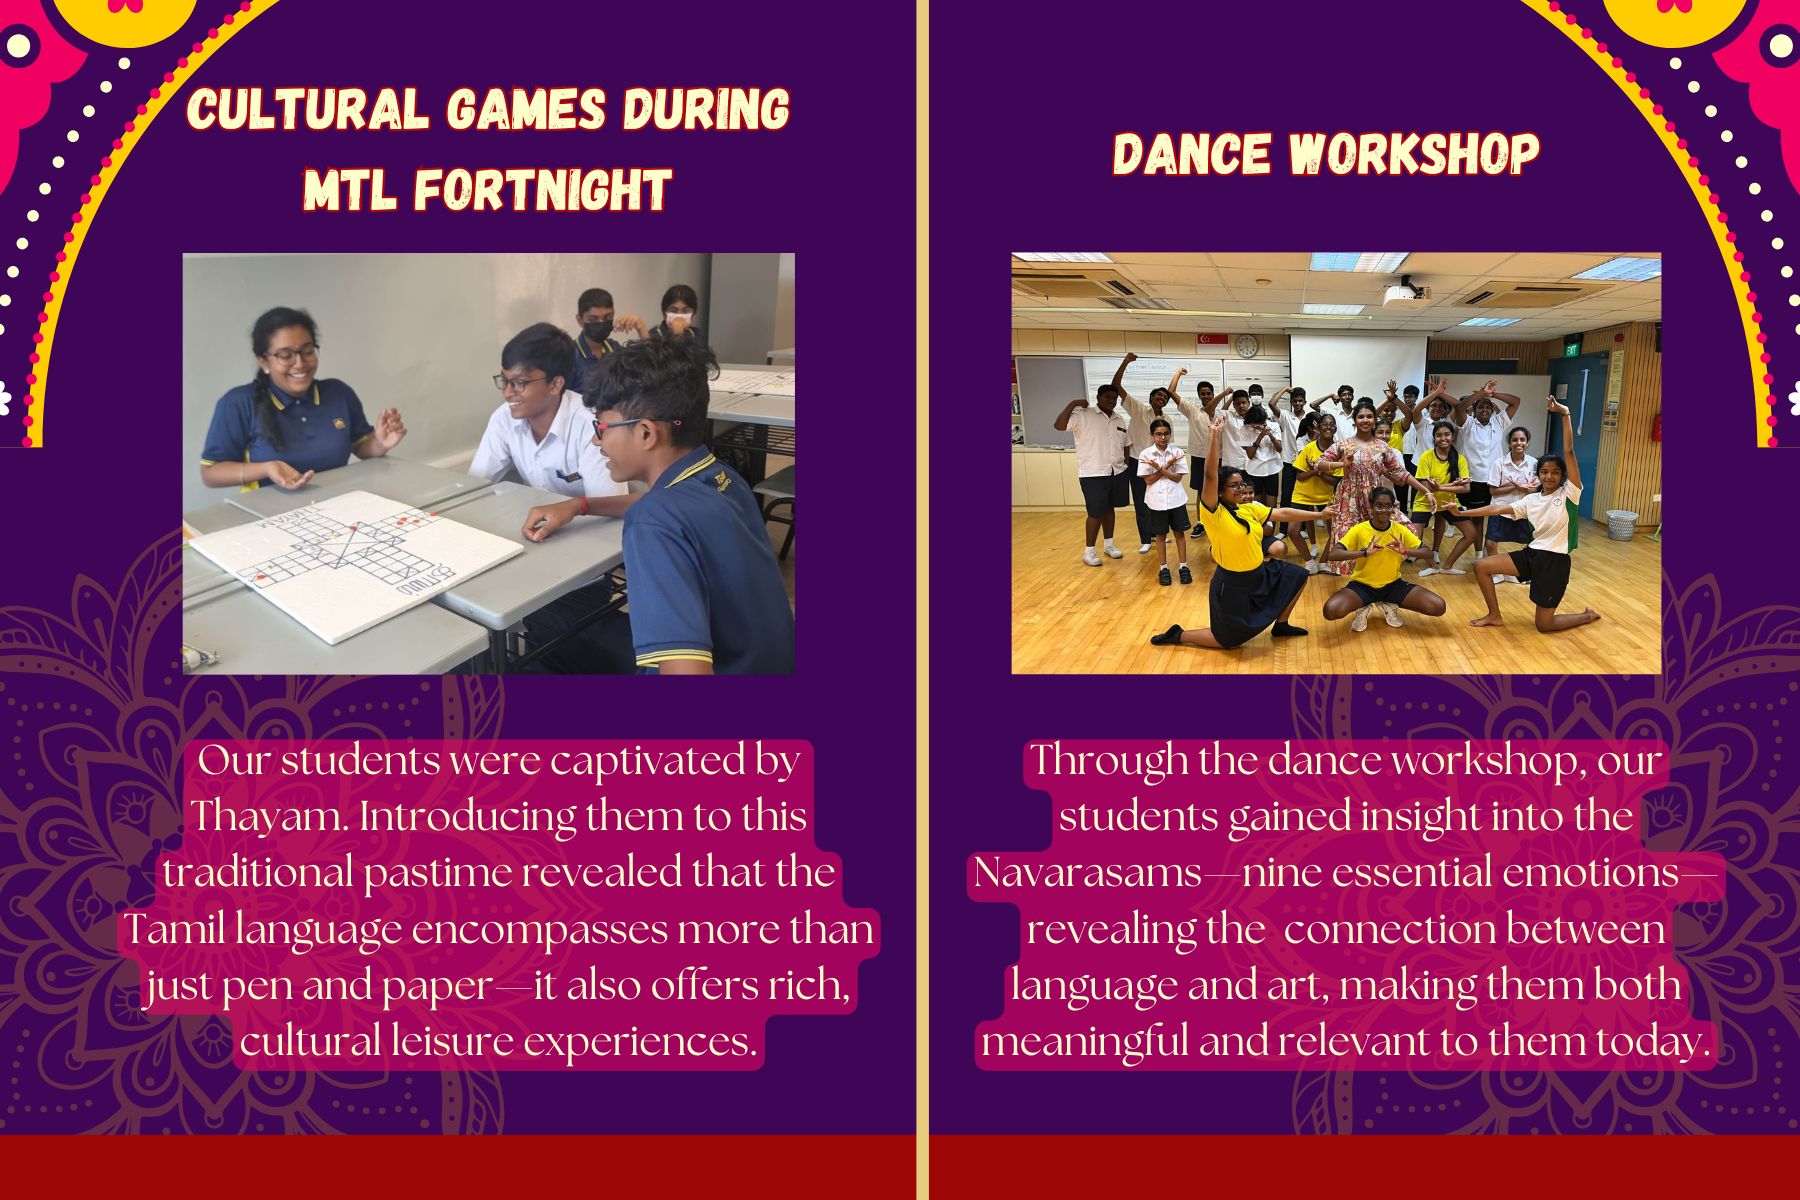 CULTURAL GAMES DURING
MTL FORTNIGHT
Our students were captivated by
Thayam. Introducing them to this
traditional pastime revealed that the
Tamil language encompasses more than
just pen and paper—it also offers rich,
cultural leisure experiences.
DANCE WORKSHOP
EXIT
Through the dance workshop, our
students gained insight into the
Navarasams—nine essential emotions—
revealing the connection between
language and art, making them both
meaningful and relevant to them today.